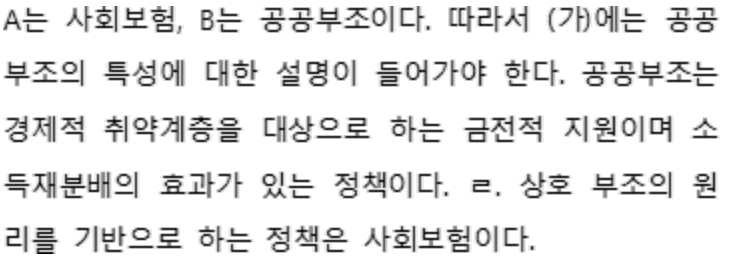 A는 사회보험, B는 공공부조이다. 따라서 (가)에는 공공
부조의 특성에 대한 설명이 들어가야 한다. 공공부조는
경제적 취약계층을 대상으로 하는 금전적 지원이며 소
득재분배의 효과가 있는 정책이다. ㄹ. 상호 부조의 원
리를 기반으로 하는 정책은 사회보험이다.